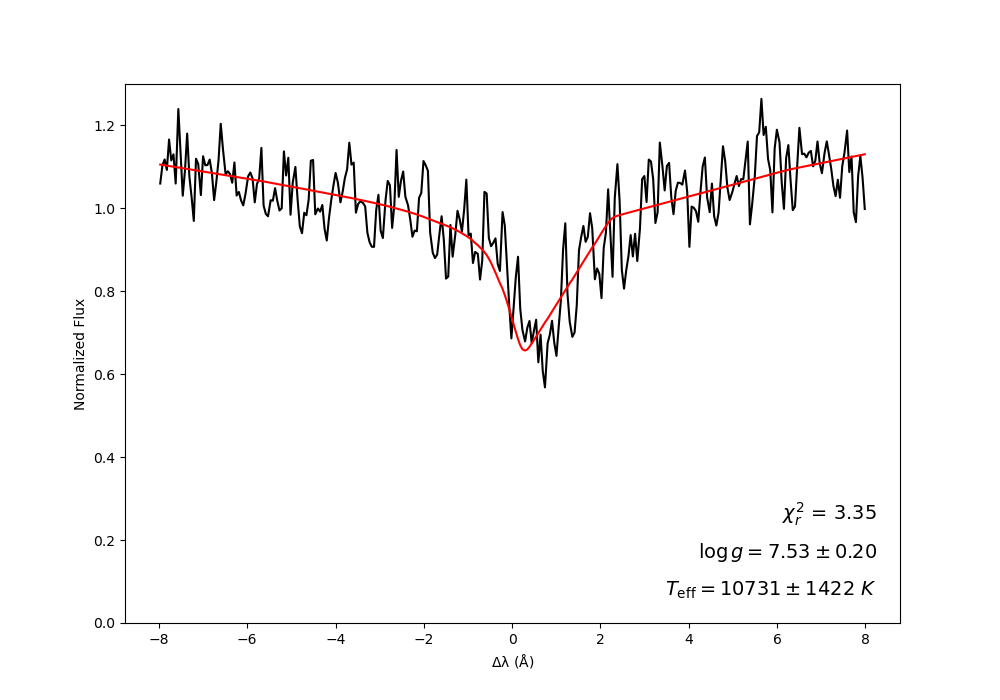 1.2
1.0
0.8
0.6
0.4
0.2
0.0
Normalized Flux
χ²ᵣ = 3.35
log g = 7.53 ± 0.20
T_eff = 10731 ± 1422 K
−8 −6 −4 −2 0 2 4 6 8
Δλ (Å)